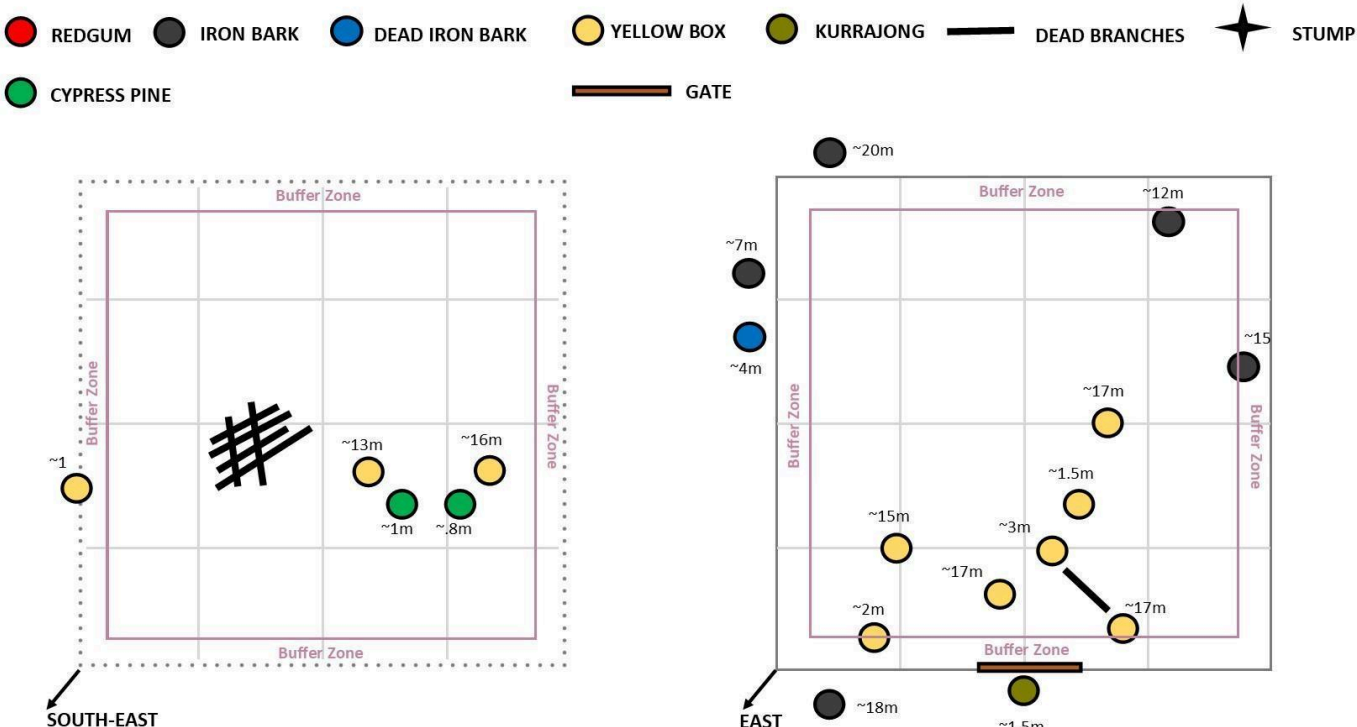 REDGUM
IRON BARK
DEAD IRON BARK
YELLOW BOX
KURRAJONG
DEAD BRANCHES
STUMP
CYPRESS PINE
GATE
Buffer Zone
Buffer Zone
Buffer Zone
~1
~13m
~16m
~1m
~.8m
Buffer Zone
SOUTH-EAST
~20m
Buffer Zone
~12m
~7m
~4m
~15
Buffer Zone
~17m
Buffer Zone
~1.5m
~15m
~3m
~17m
~2m
~17m
Buffer Zone
~18m
EAST
~1.5m